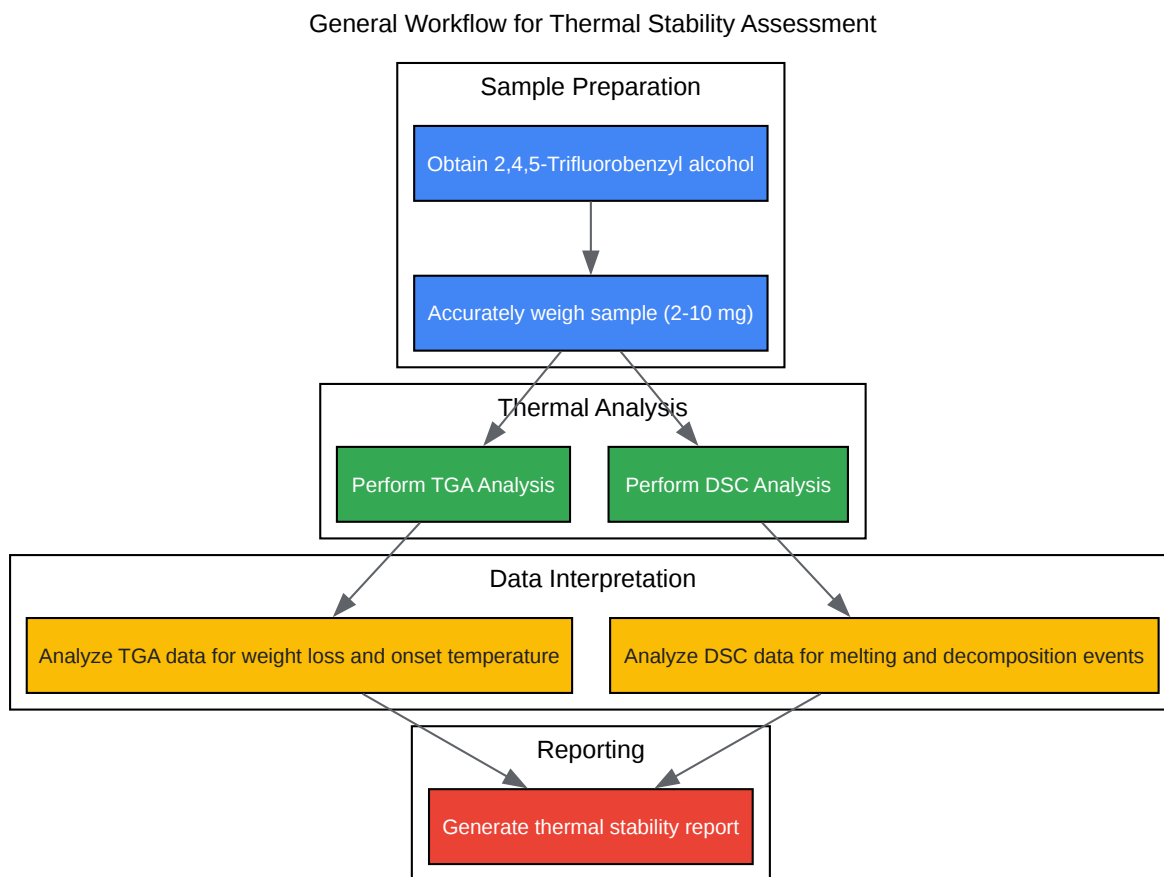 General Workflow for Thermal Stability Assessment
Sample Preparation
Obtain 2,4,5-Trifluorobenzyl alcohol
Accurately weigh sample (2-10 mg)
Thermal Analysis
Perform TGA Analysis
Perform DSC Analysis
Data Interpretation
Analyze TGA data for weight loss and onset temperature
Analyze DSC data for melting and decomposition events
Reporting
Generate thermal stability report